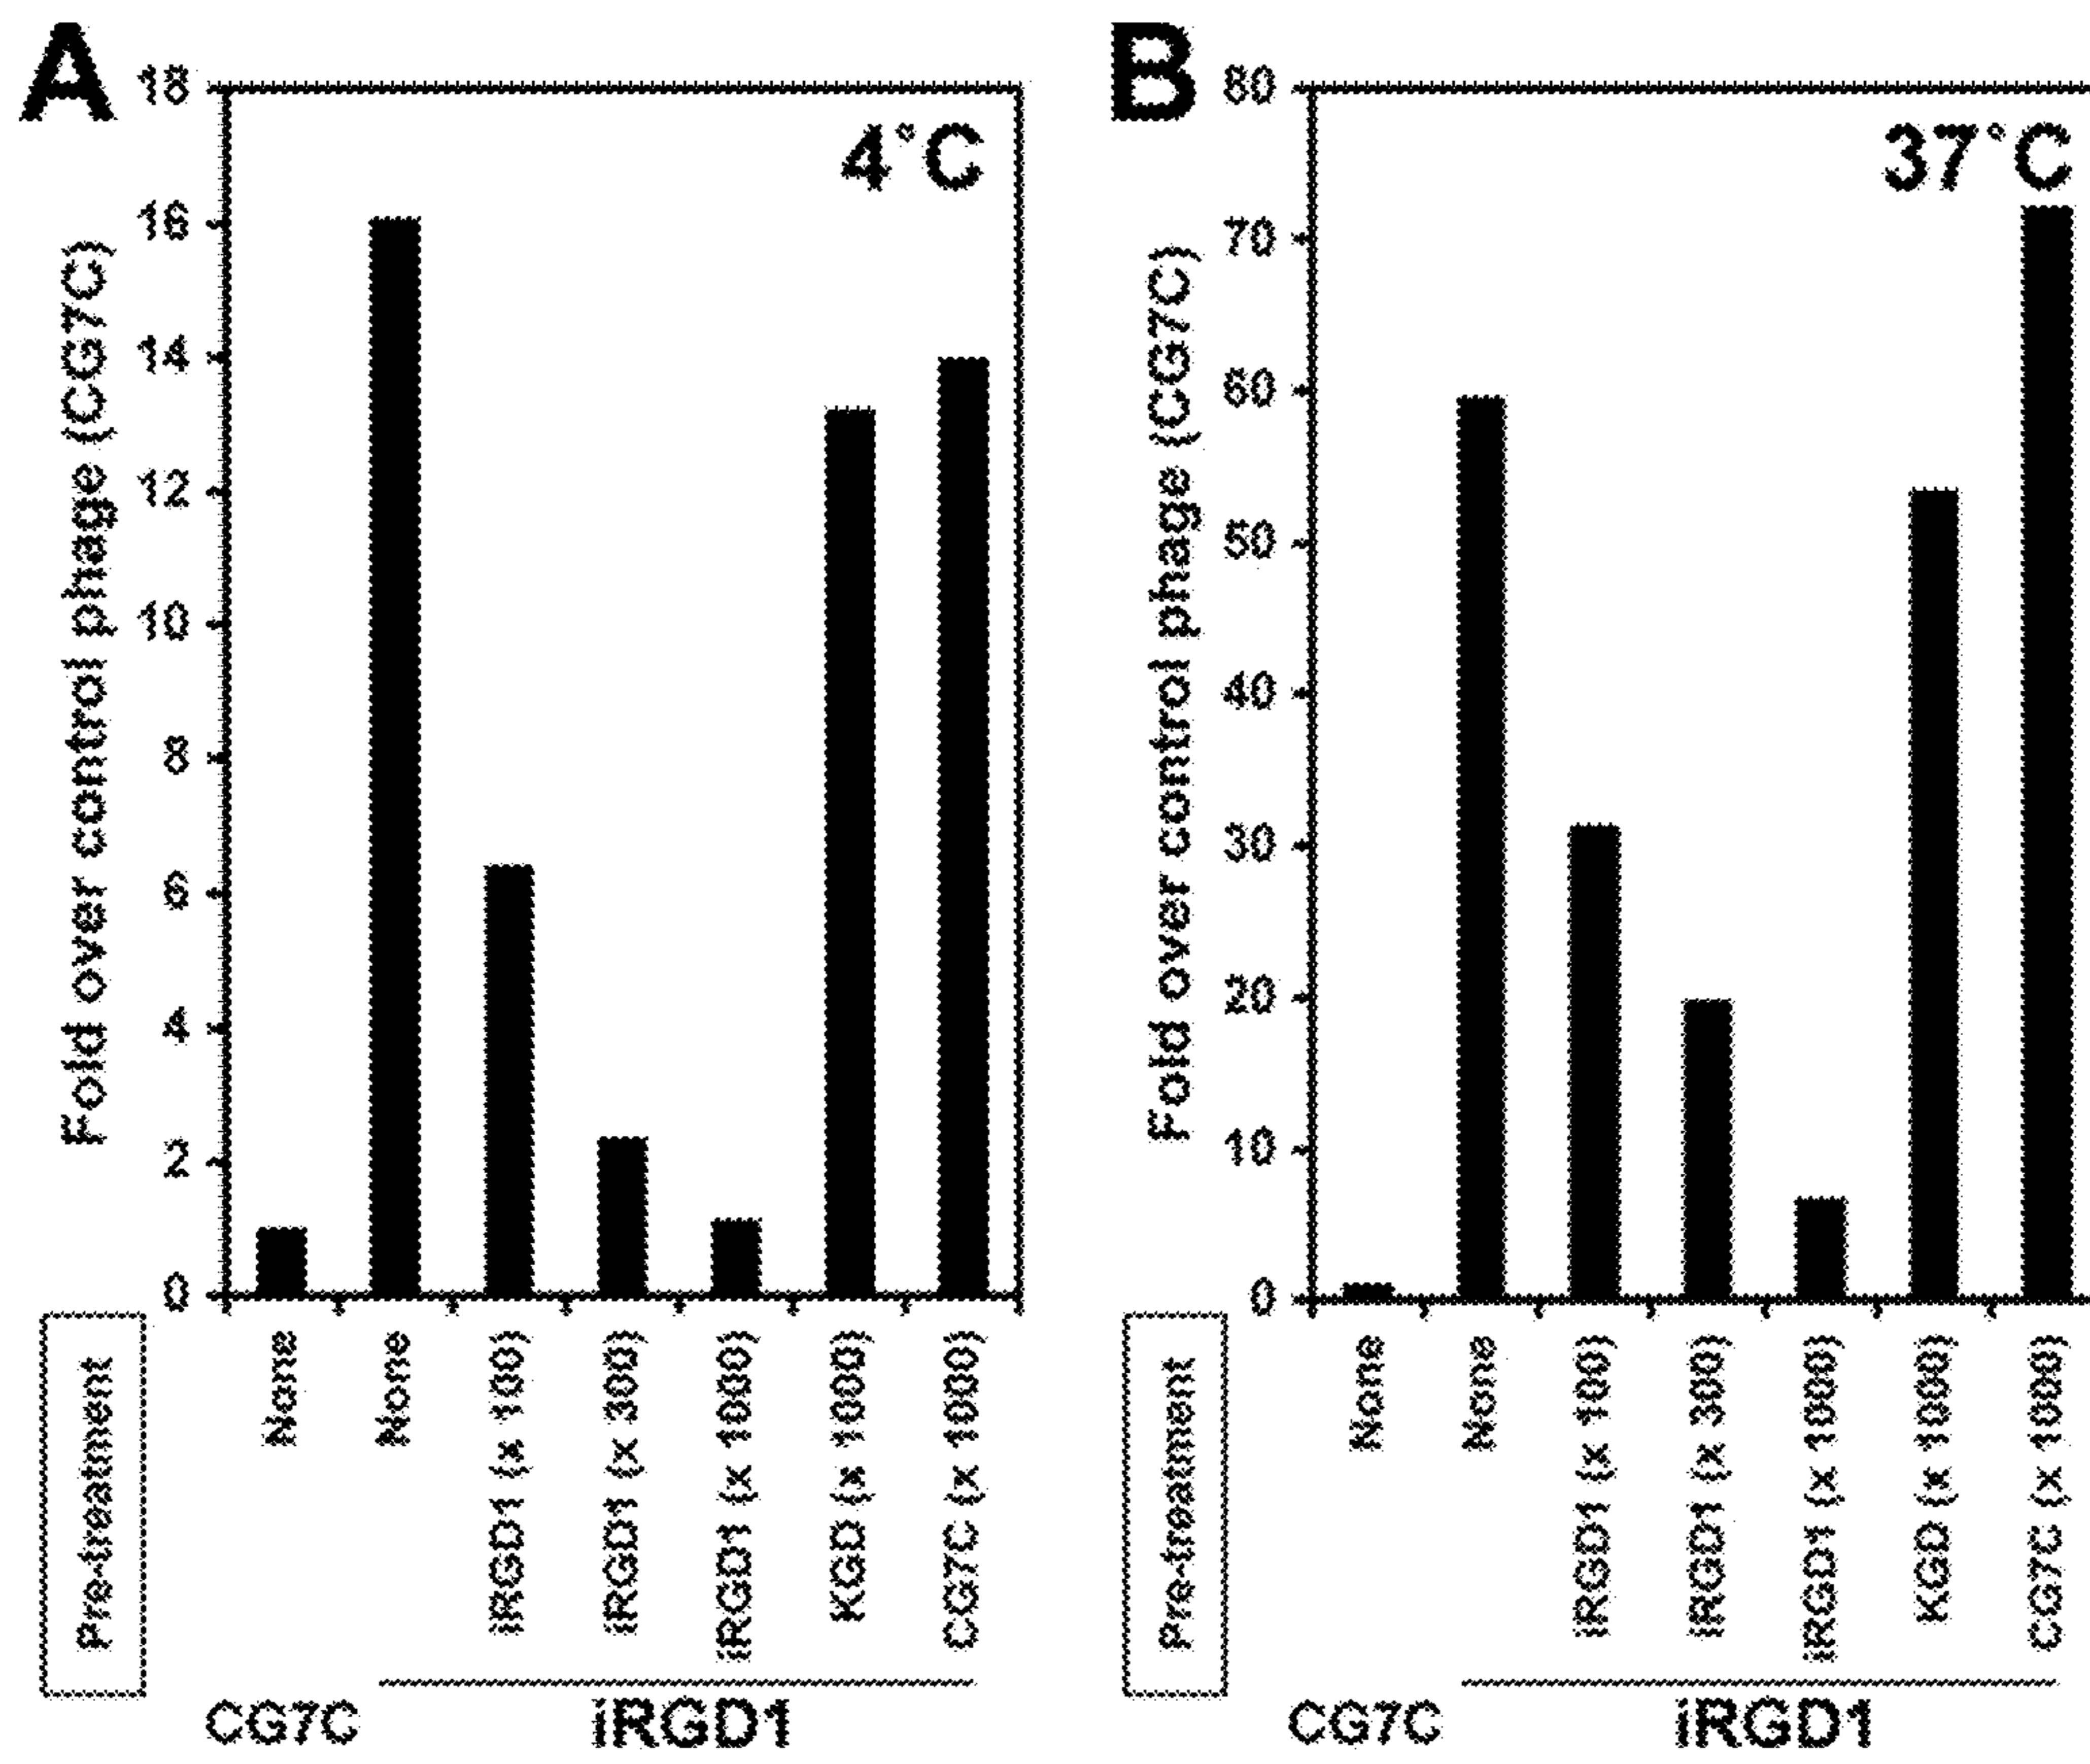 A
4°C
Fold over control phage (CG7C)
18
16
14
12
10
8
6
4
2
0
Pre-treatment
None
None
iRGD1 (x 100)
iRGD1 (x 300)
iRGD1 (x 1000)
KGD (x 1000)
CG7C (x 1000)
CG7C
iRGD1
B
37°C
Fold over control phage (CG7C)
80
70
60
50
40
30
20
10
0
Pre-treatment
None
None
iRGD1 (x 100)
iRGD1 (x 300)
iRGD1 (x 1000)
KGD (x 1000)
CG7C (x 1000)
CG7C
iRGD1